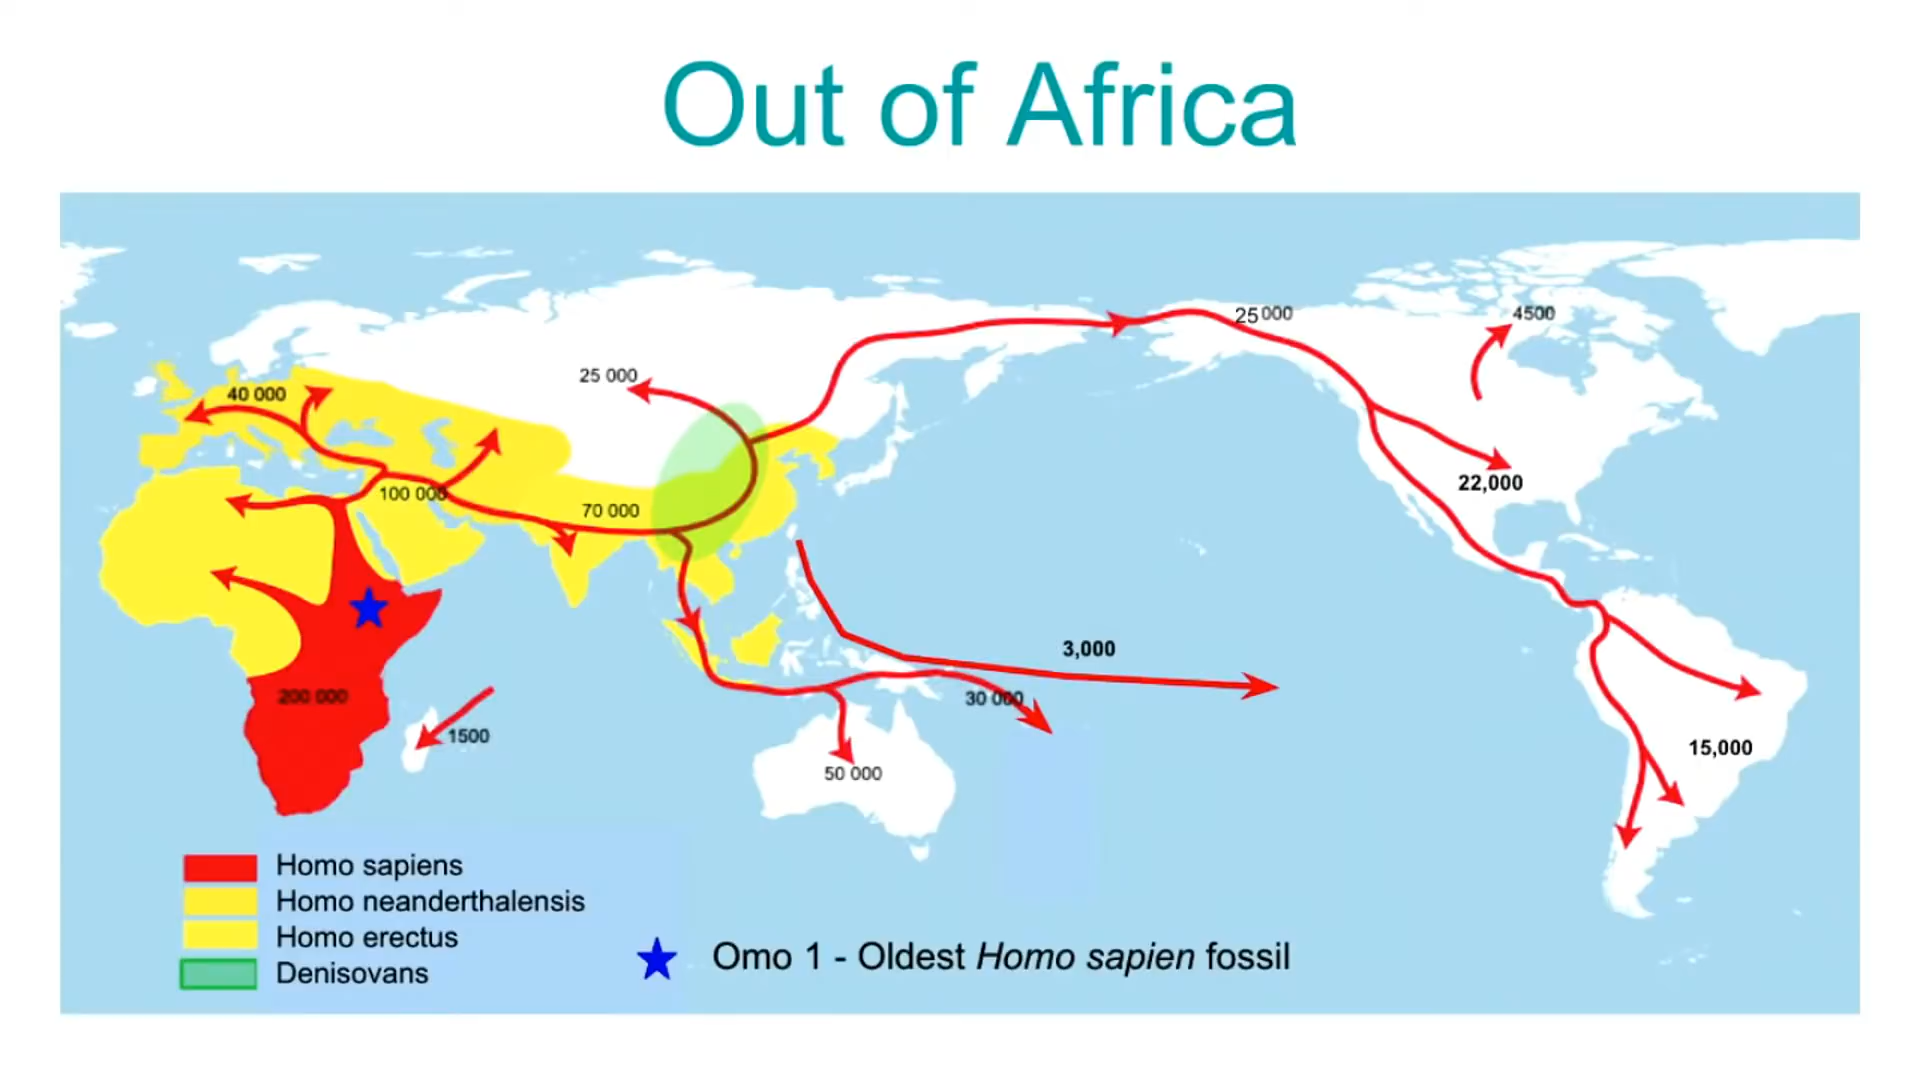 Out of Africa
25 000
4500
25 000
40 000
22,000
100 000
70 000
3,000
200 000
30 000
1500
15,000
50 000
Homo sapiens
Homo neanderthalensis
Homo erectus
Denisovans
Omo 1 - Oldest Homo sapien fossil